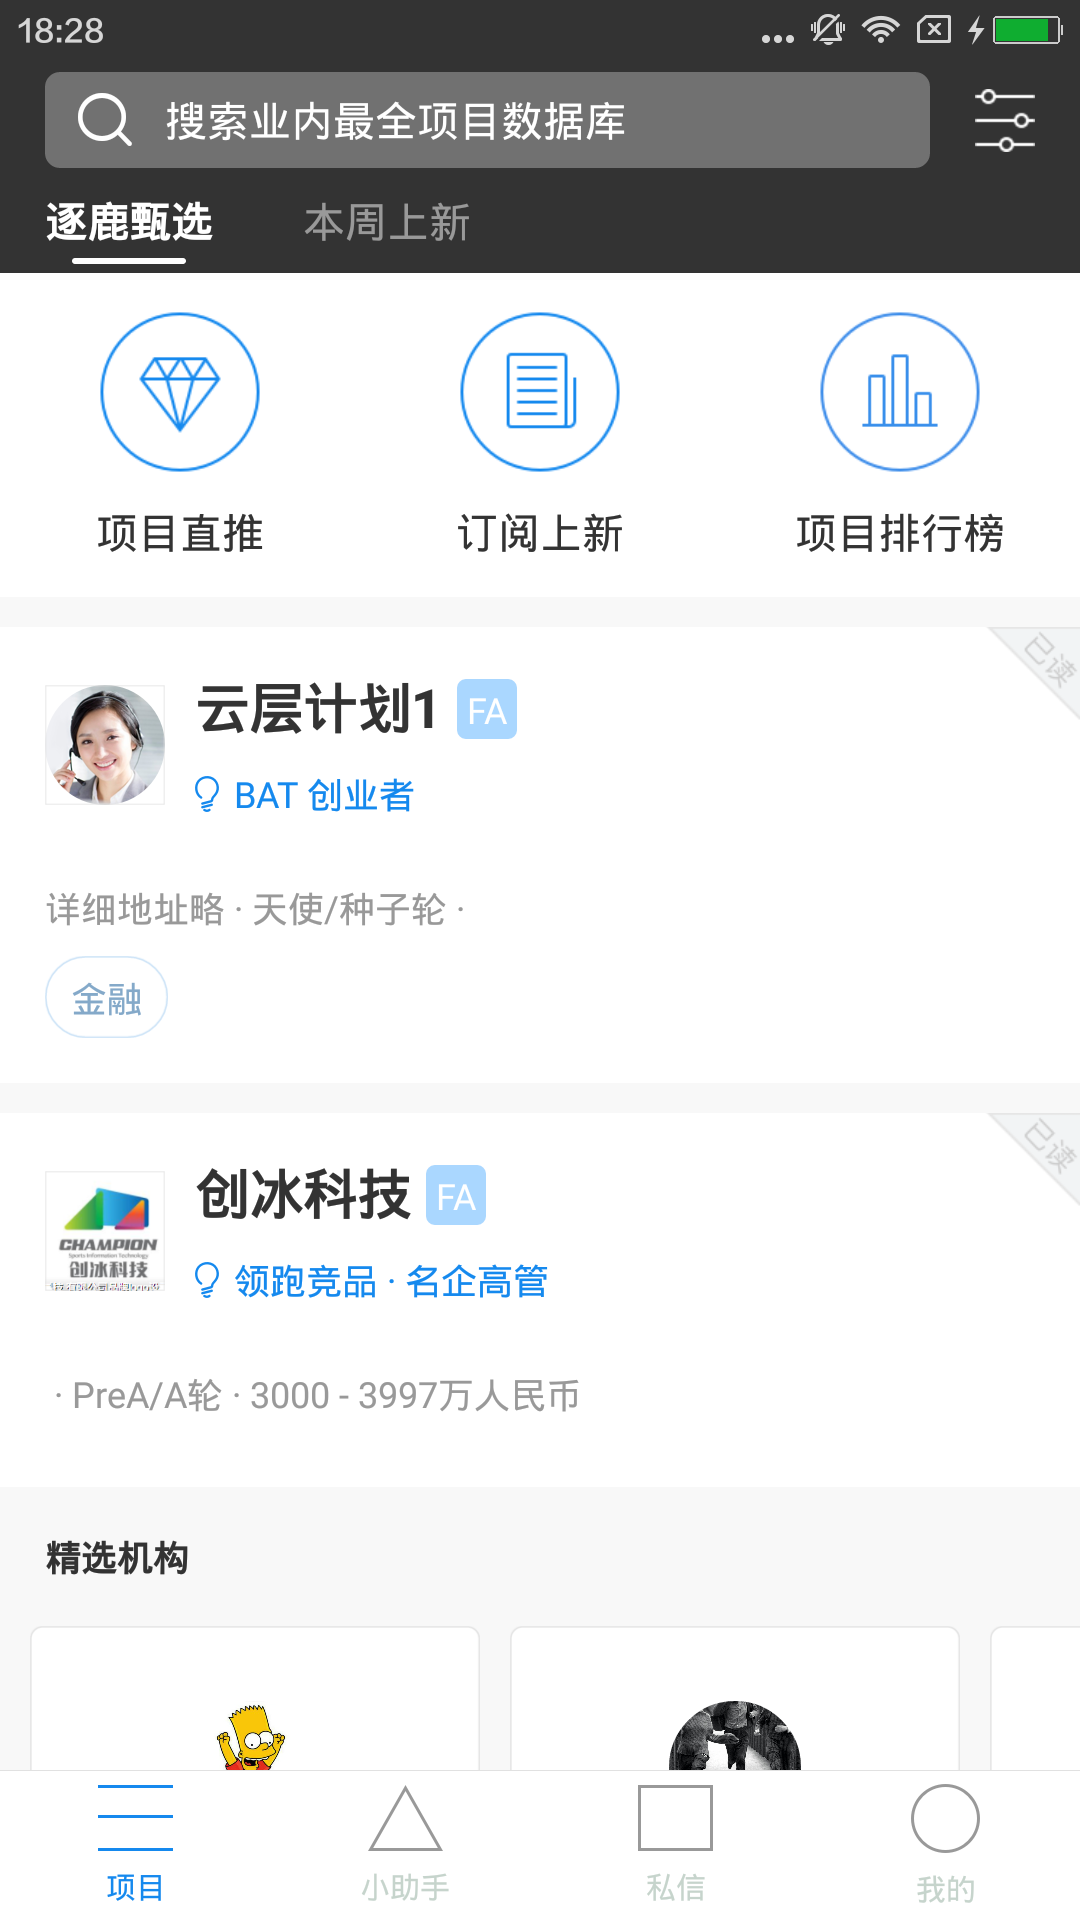 18:28
搜索业内最全项目数据库
逐鹿甄选
本周上新
项目直推
订阅上新
项目排行榜
已读
云层计划1 FA
BAT 创业者
详细地址略 · 天使/种子轮 ·
金融
已读
创冰科技 FA
CHAMPION
Sports Information Technology
创冰科技
领跑竞品 · 名企高管
· PreA/A轮 · 3000 - 3997万人民币
精选机构
项目
小助手
私信
我的